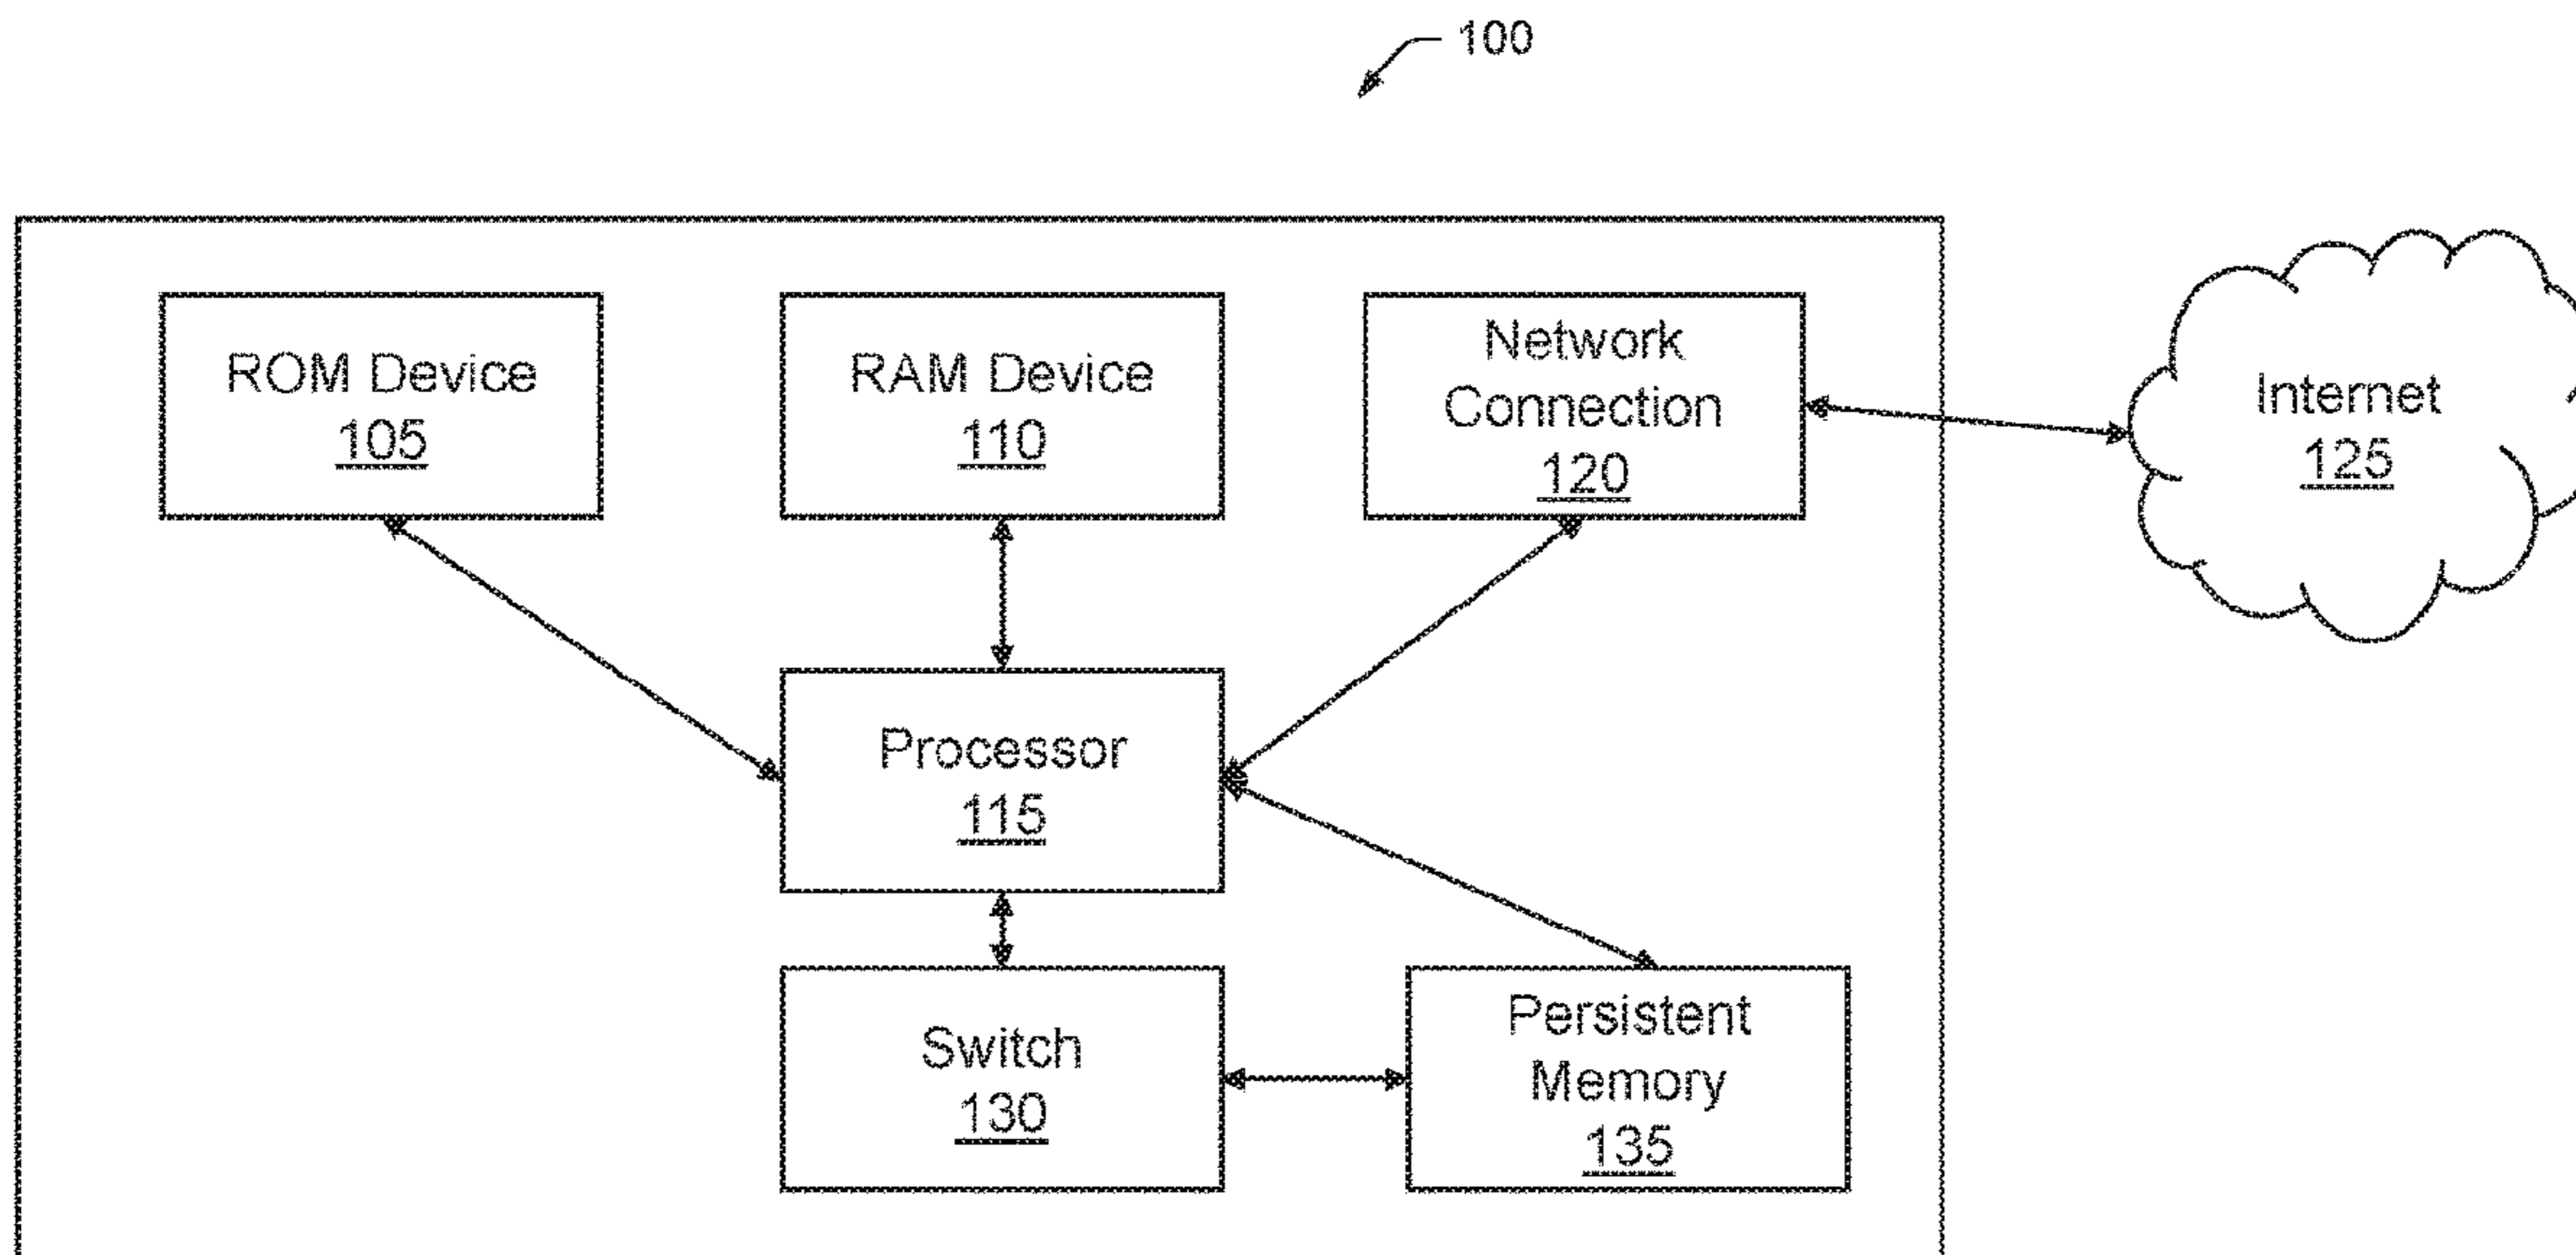 100
ROM Device
105
RAM Device
110
Network
Connection
120
Internet
125
Processor
115
Switch
130
Persistent
Memory
135